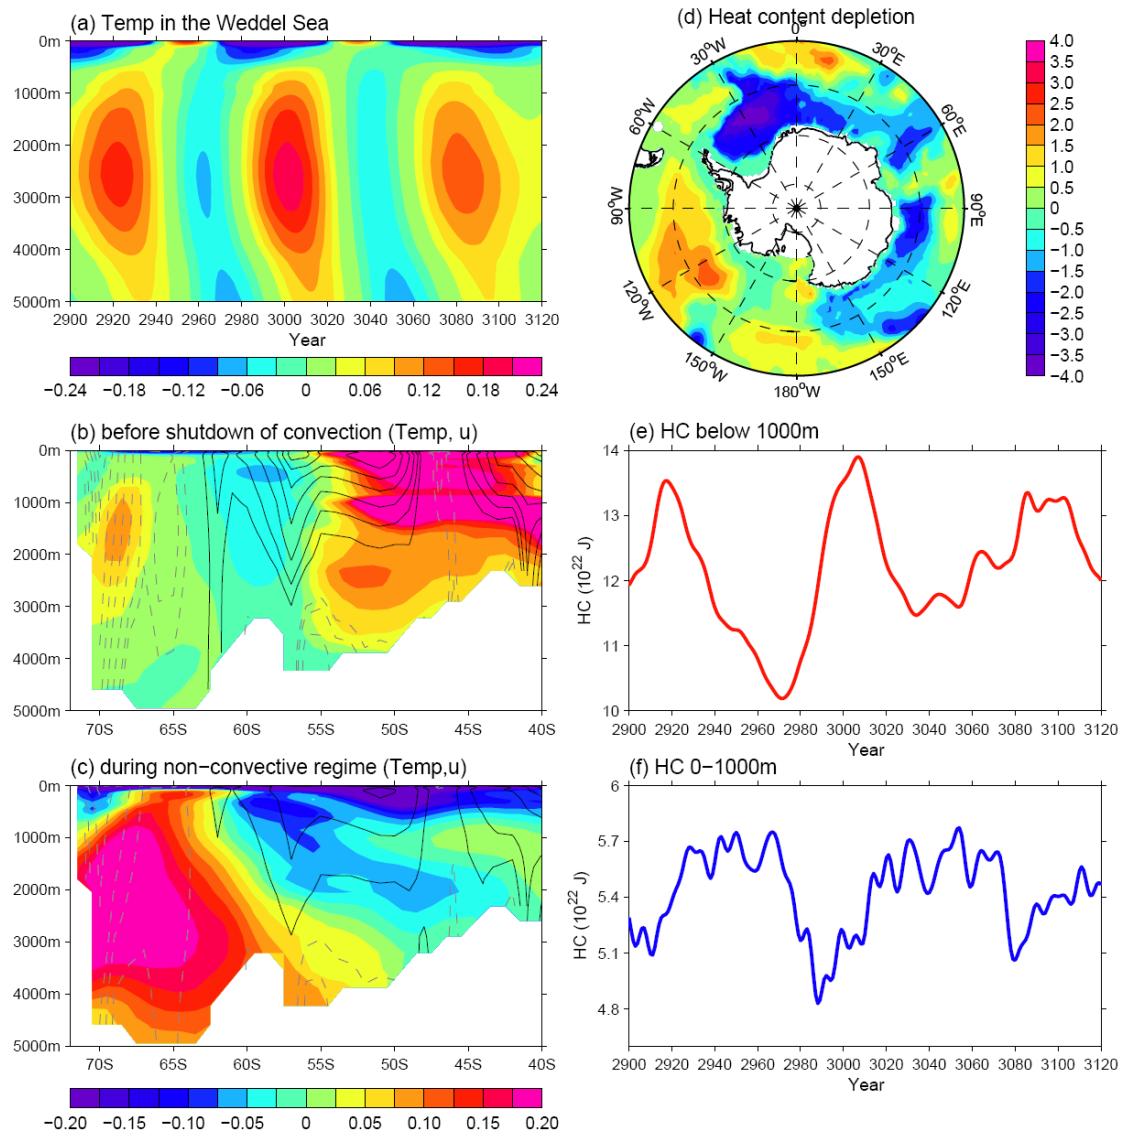 (a) Temp in the Weddel Sea
0m
1000m
2000m
3000m
4000m
5000m
2900 2920 2940 2960 2980 3000 3020 3040 3060 3080 3100 3120
Year
−0.24 −0.18 −0.12 −0.06 0 0.06 0.12 0.18 0.24
(d) Heat content depletion
0°
30°E
60°E
90°E
120°E
150°E
180°W
150°W
120°W
90°W
60°W
30°W
4.0
3.5
3.0
2.5
2.0
1.5
1.0
0.5
0
−0.5
−1.0
−1.5
−2.0
−2.5
−3.0
−3.5
−4.0
(b) before shutdown of convection (Temp, u)
0m
1000m
2000m
3000m
4000m
5000m
70S 65S 60S 55S 50S 45S 40S
(e) HC below 1000m
HC (10²² J)
14
13
12
11
10
2900 2920 2940 2960 2980 3000 3020 3040 3060 3080 3100 3120
Year
(c) during non−convective regime (Temp,u)
0m
1000m
2000m
3000m
4000m
5000m
70S 65S 60S 55S 50S 45S 40S
−0.20 −0.15 −0.10 −0.05 0 0.05 0.10 0.15 0.20
(f) HC 0−1000m
HC (10²² J)
6
5.7
5.4
5.1
4.8
2900 2920 2940 2960 2980 3000 3020 3040 3060 3080 3100 3120
Year